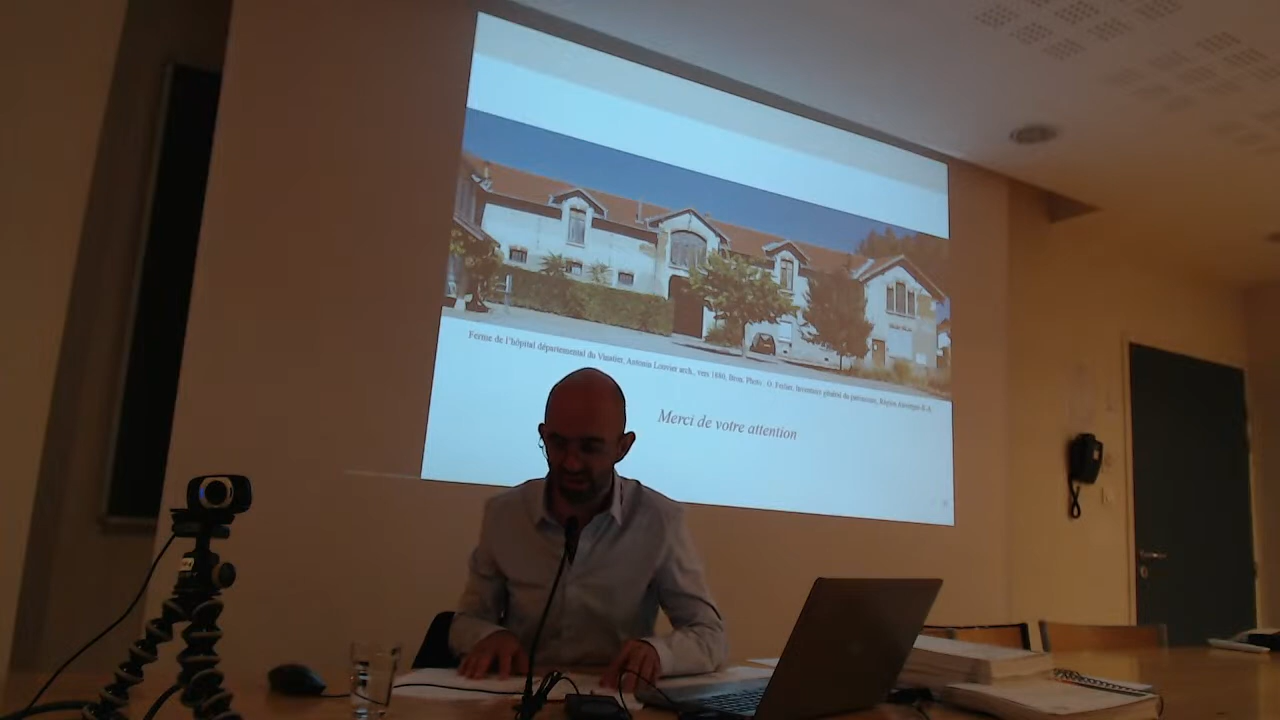 Ferme de l'hôpital départemental du Vinatier, Antonin Louvier arch., vers 1880, Bron, Photo : O. Ferlier, Inventaire général du patrimoine, Région Auvergne-R-A.
Merci de votre attention